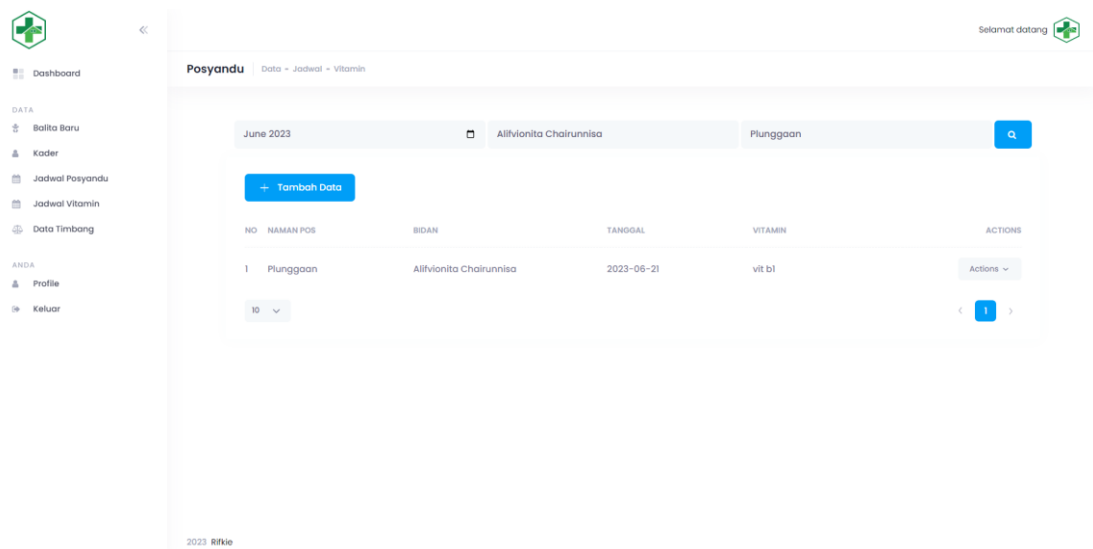 Selamat datang
Dashboard
DATA
Balita Baru
Kader
Jadwal Posyandu
Jadwal Vitamin
Data Timbang
ANDA
Profile
Keluar
Posyandu Data - Jadwal - Vitamin
June 2023 Alifvionita Chairunnisa Plunggaan
+ Tambah Data
NO NAMAN POS BIDAN TANGGAL VITAMIN ACTIONS
1 Plunggaan Alifvionita Chairunnisa 2023-06-21 vit b1 Actions
10 1
2023 Rifkie